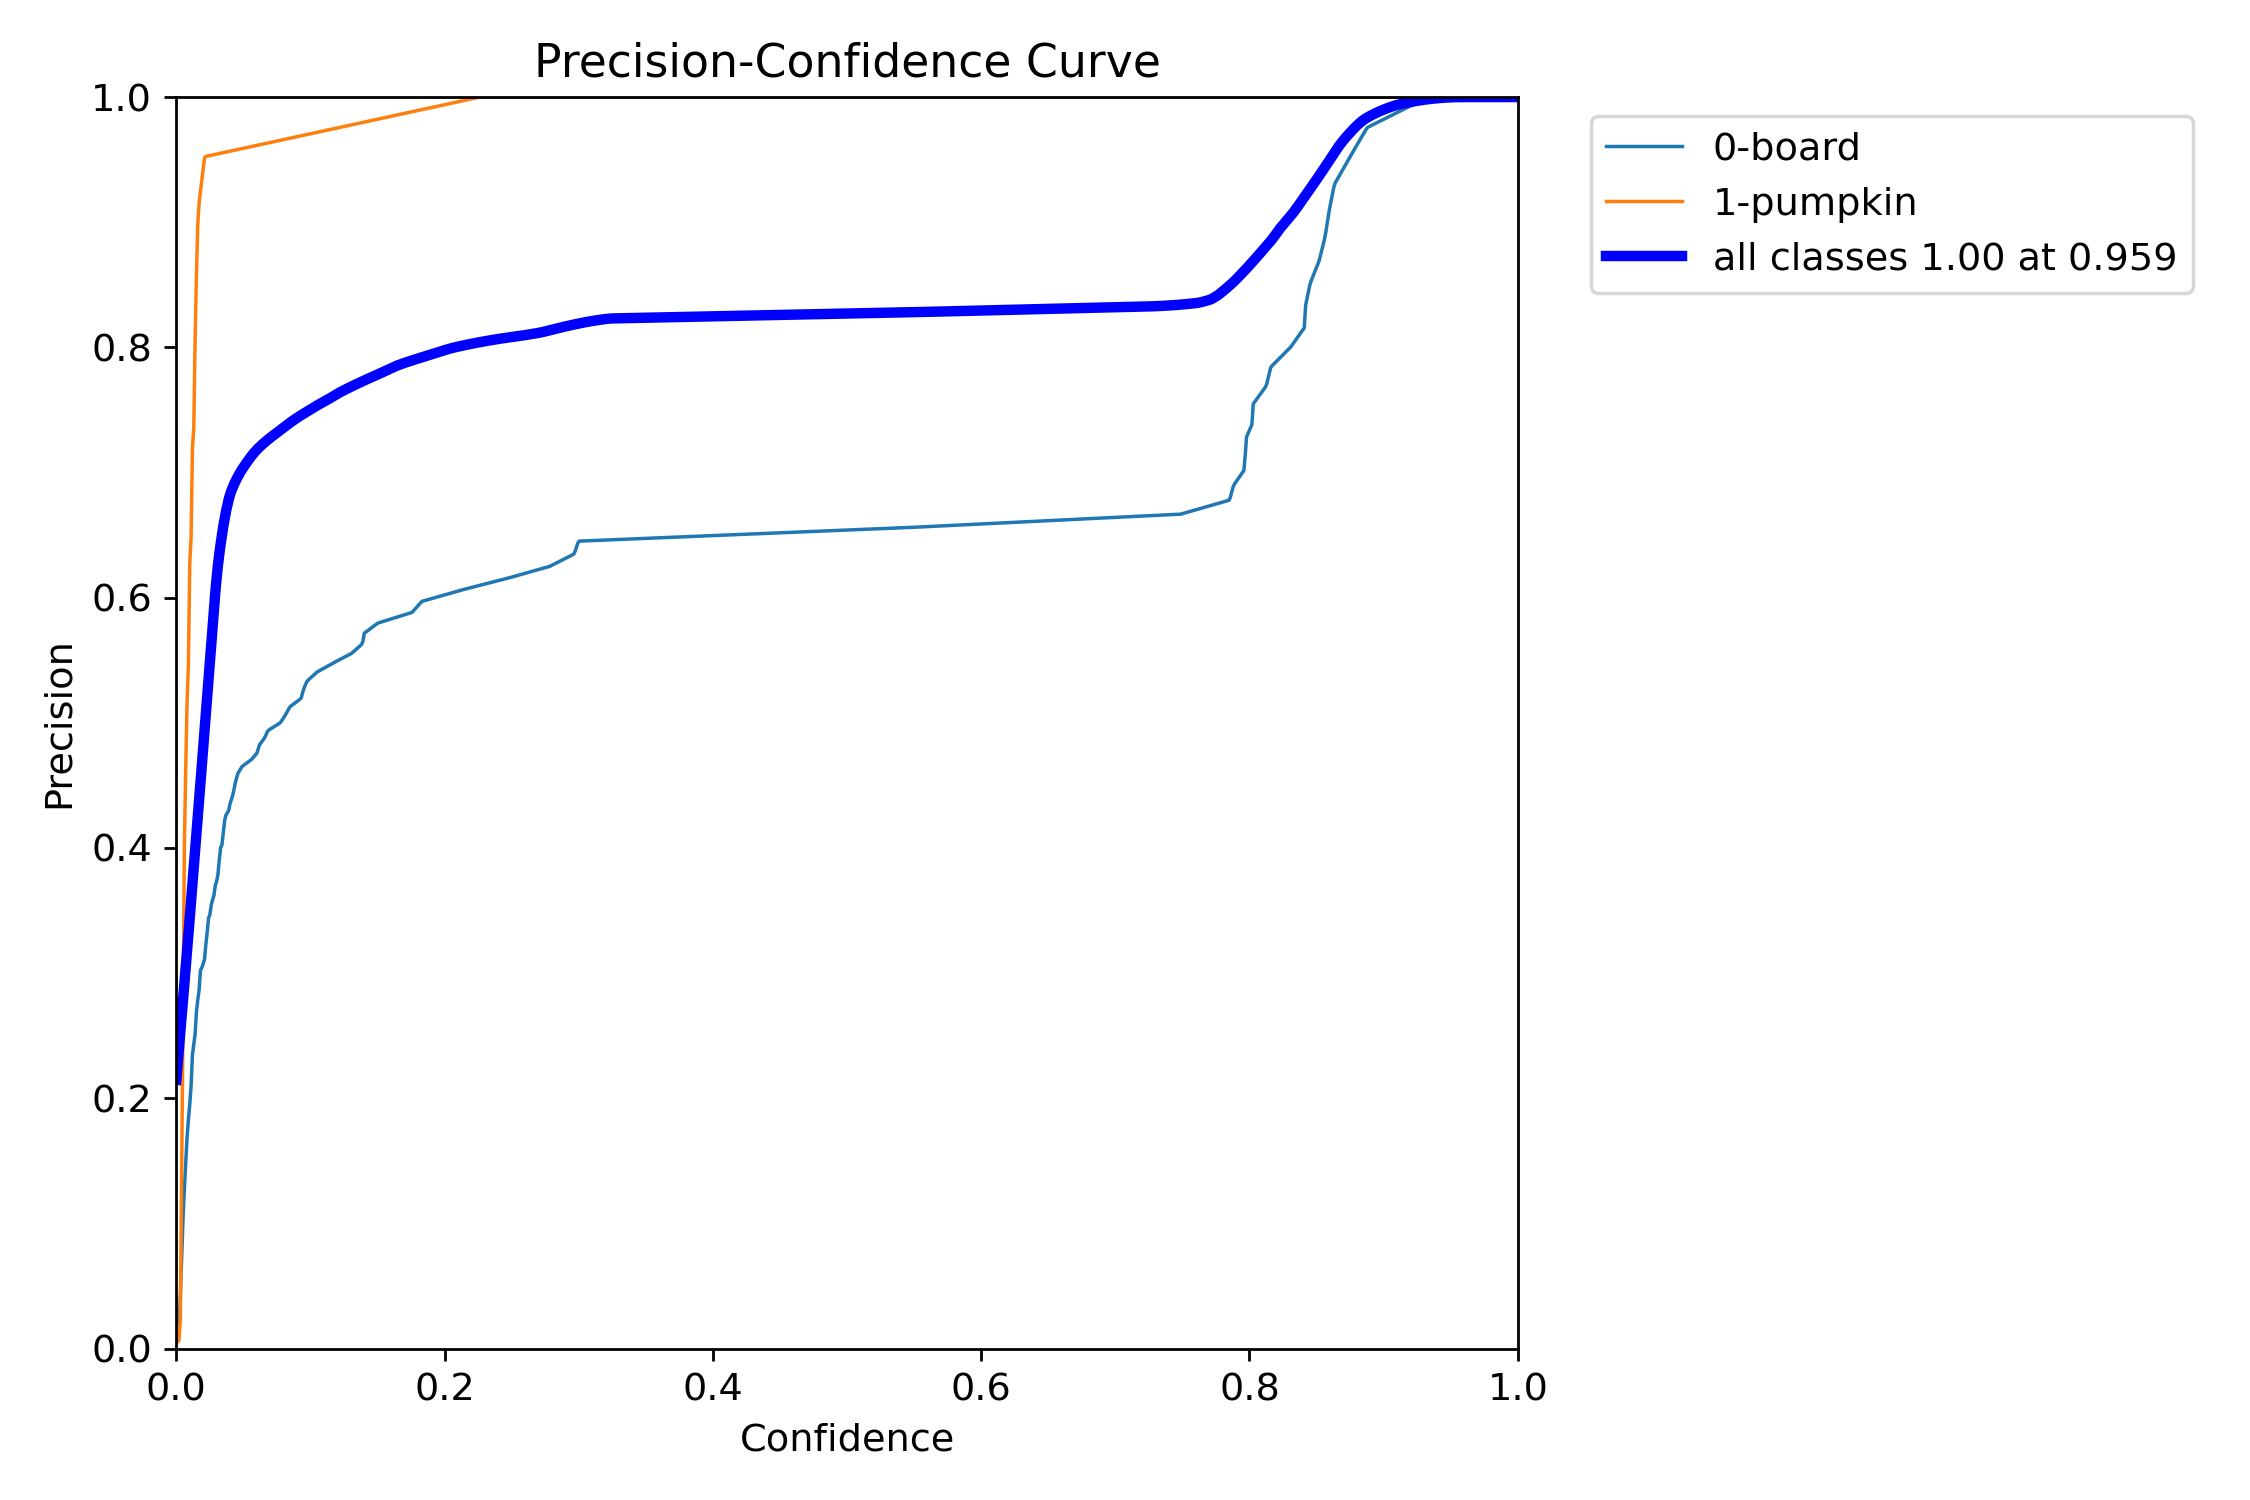 Precision-Confidence Curve
1.0
0.8
0.6
0.4
0.2
0.0
Precision
0.0 0.2 0.4 0.6 0.8 1.0
Confidence
0-board
1-pumpkin
all classes 1.00 at 0.959